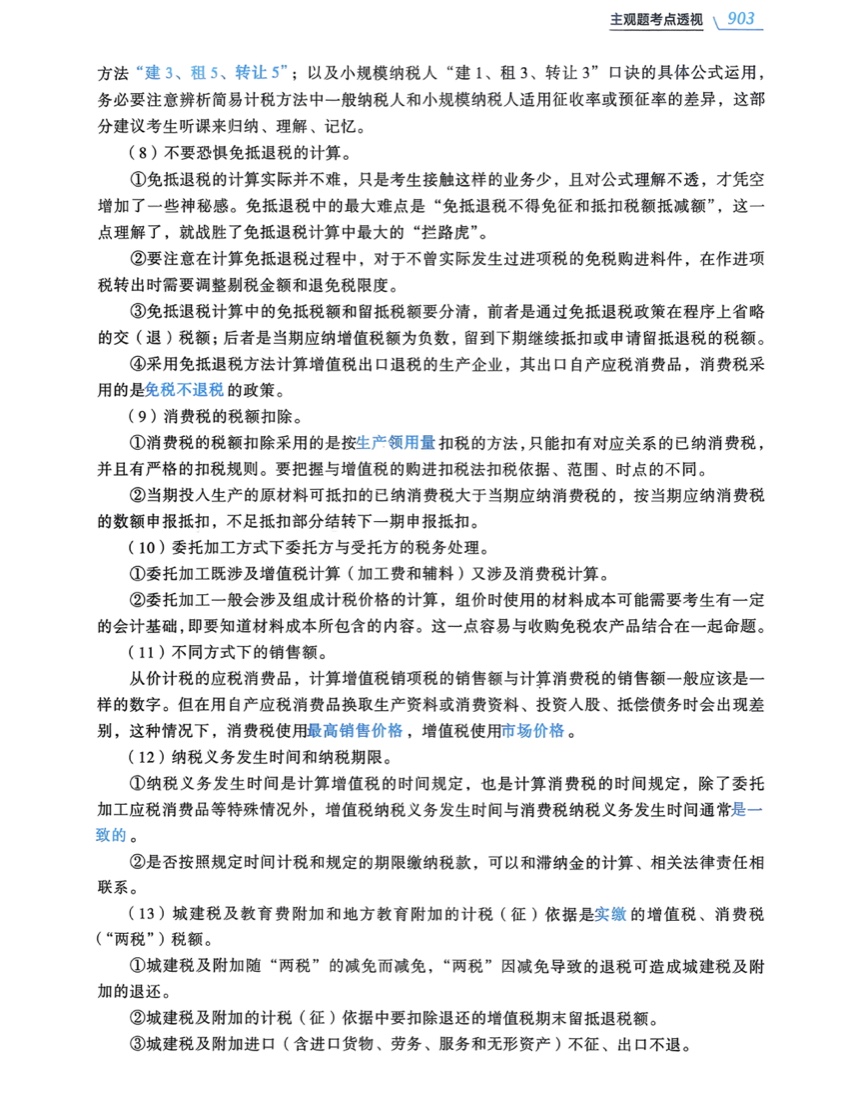 主观题考点透视 903
方法“建 3、租 5、转让 5”；以及小规模纳税人“建 1、租 3、转让 3”口诀的具体公式运用，
务必要注意辨析简易计税方法中一般纳税人和小规模纳税人适用征收率或预征率的差异，这部
分建议考生听课来归纳、理解、记忆。
（8）不要恐惧免抵退税的计算。
①免抵退税的计算实际并不难，只是考生接触这样的业务少，且对公式理解不透，才凭空
增加了一些神秘感。免抵退税中的最大难点是“免抵退税不得免征和抵扣税额抵减额”，这一
点理解了，就战胜了免抵退税计算中最大的“拦路虎”。
②要注意在计算免抵退税过程中，对于不曾实际发生过进项税的免税购进料件，在作进项
税转出时需要调整剔税金额和退免税限度。
③免抵退税计算中的免抵税额和留抵税额要分清，前者是通过免抵退税政策在程序上省略
的交（退）税额；后者是当期应纳增值税额为负数，留到下期继续抵扣或申请留抵退税的税额。
④采用免抵退税方法计算增值税出口退税的生产企业，其出口自产应税消费品，消费税采
用的是免税不退税的政策。
（9）消费税的税额扣除。
①消费税的税额扣除采用的是按生产领用量扣税的方法，只能扣有对应关系的已纳消费税，
并且有严格的扣税规则。要把握与增值税的购进扣税法扣税依据、范围、时点的不同。
②当期投入生产的原材料可抵扣的已纳消费税大于当期应纳消费税的，按当期应纳消费税
的数额申报抵扣，不足抵扣部分结转下一期申报抵扣。
（10）委托加工方式下委托方与受托方的税务处理。
①委托加工既涉及增值税计算（加工费和辅料）又涉及消费税计算。
②委托加工一般会涉及组成计税价格的计算，组价时使用的材料成本可能需要考生有一定
的会计基础，即要知道材料成本所包含的内容。这一点容易与收购免税农产品结合在一起命题。
（11）不同方式下的销售额。
从价计税的应税消费品，计算增值税销项税的销售额与计算消费税的销售额一般应该是一
样的数字。但在用自产应税消费品换取生产资料或消费资料、投资入股、抵偿债务时会出现差
别，这种情况下，消费税使用最高销售价格，增值税使用市场价格。
（12）纳税义务发生时间和纳税期限。
①纳税义务发生时间是计算增值税的时间规定，也是计算消费税的时间规定，除了委托
加工应税消费品等特殊情况外，增值税纳税义务发生时间与消费税纳税义务发生时间通常是一
致的。
②是否按照规定时间计税和规定的期限缴纳税款，可以和滞纳金的计算、相关法律责任相
联系。
（13）城建税及教育费附加和地方教育附加的计税（征）依据是实缴的增值税、消费税
（“两税”）税额。
①城建税及附加随“两税”的减免而减免，“两税”因减免导致的退税可造成城建税及附
加的退还。
②城建税及附加的计税（征）依据中要扣除退还的增值税期末留抵退税额。
③城建税及附加进口（含进口货物、劳务、服务和无形资产）不征、出口不退。